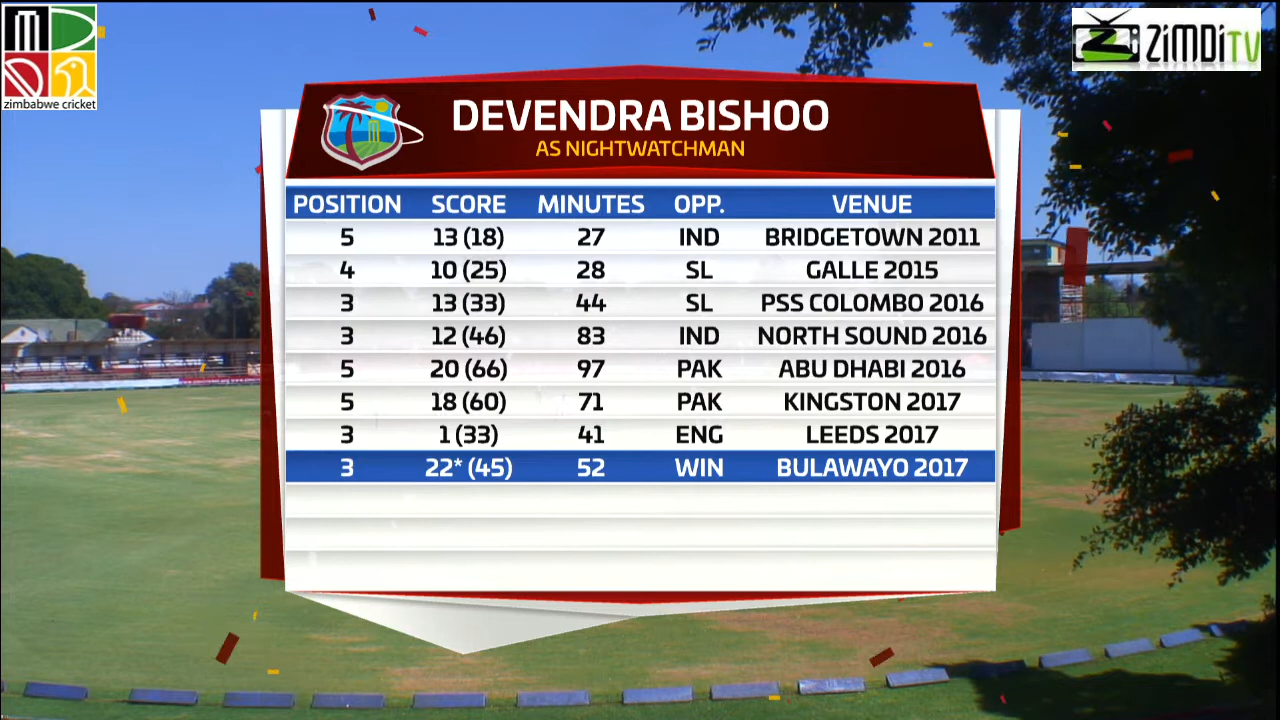 zimbabwe cricket
ZiMDiTV
DEVENDRA BISHOO
AS NIGHTWATCHMAN
POSITION SCORE MINUTES OPP. VENUE
5 13 (18) 27 IND BRIDGETOWN 2011
4 10 (25) 28 SL GALLE 2015
3 13 (33) 44 SL PSS COLOMBO 2016
3 12 (46) 83 IND NORTH SOUND 2016
5 20 (66) 97 PAK ABU DHABI 2016
5 18 (60) 71 PAK KINGSTON 2017
3 1 (33) 41 ENG LEEDS 2017
3 22* (45) 52 WIN BULAWAYO 2017